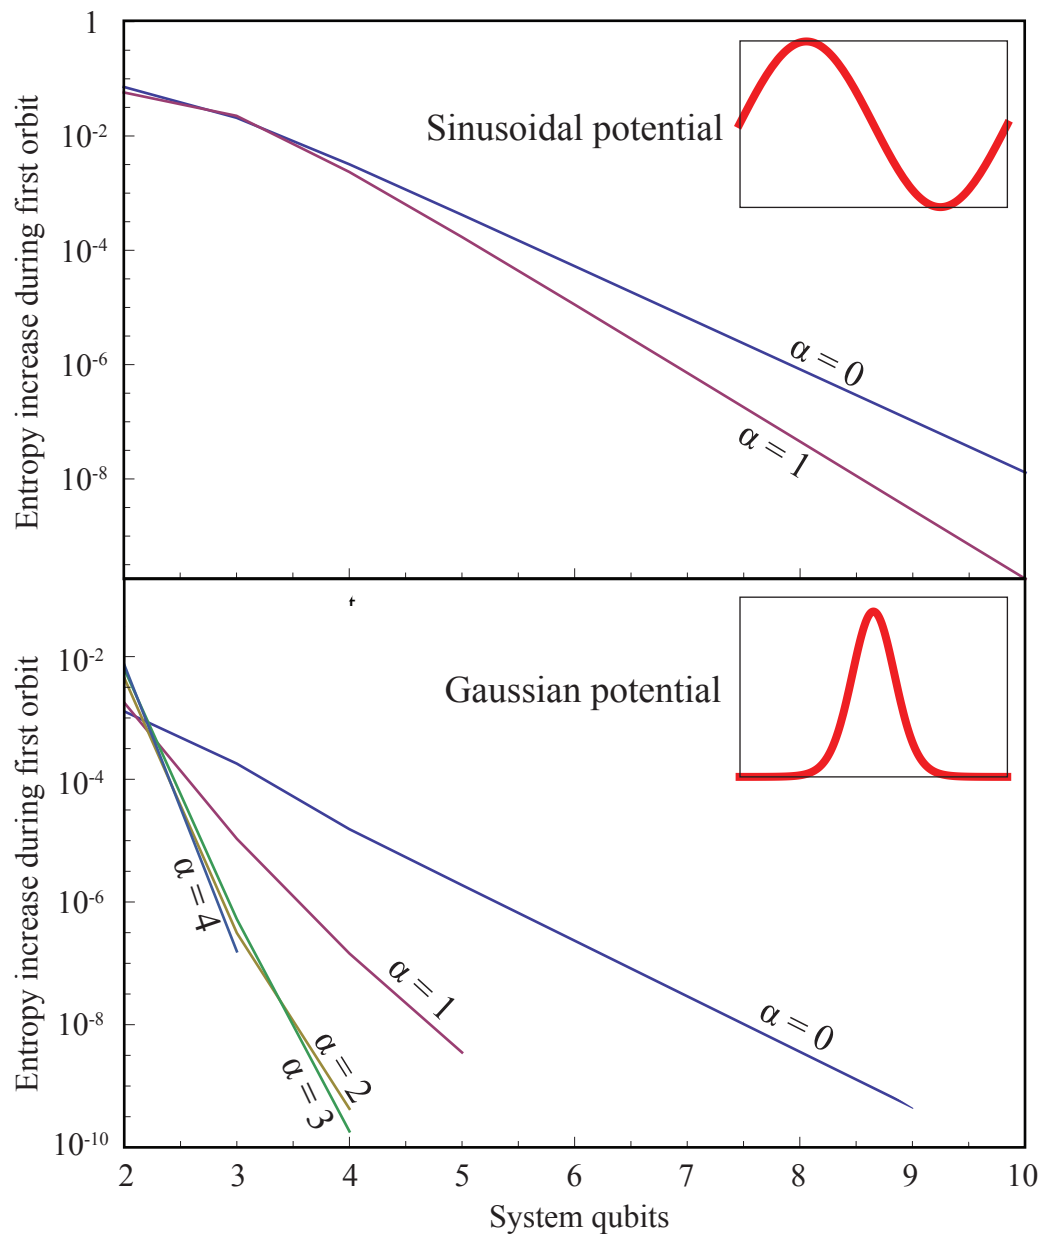 1
10⁻²
10⁻⁴
10⁻⁶
10⁻⁸
Entropy increase during first orbit
Sinusoidal potential
α = 0
α = 1
10⁻²
10⁻⁴
10⁻⁶
10⁻⁸
10⁻¹⁰
Entropy increase during first orbit
Gaussian potential
α = 4
α = 1
α = 0
α = 2
α = 3
2 3 4 5 6 7 8 9 10
System qubits